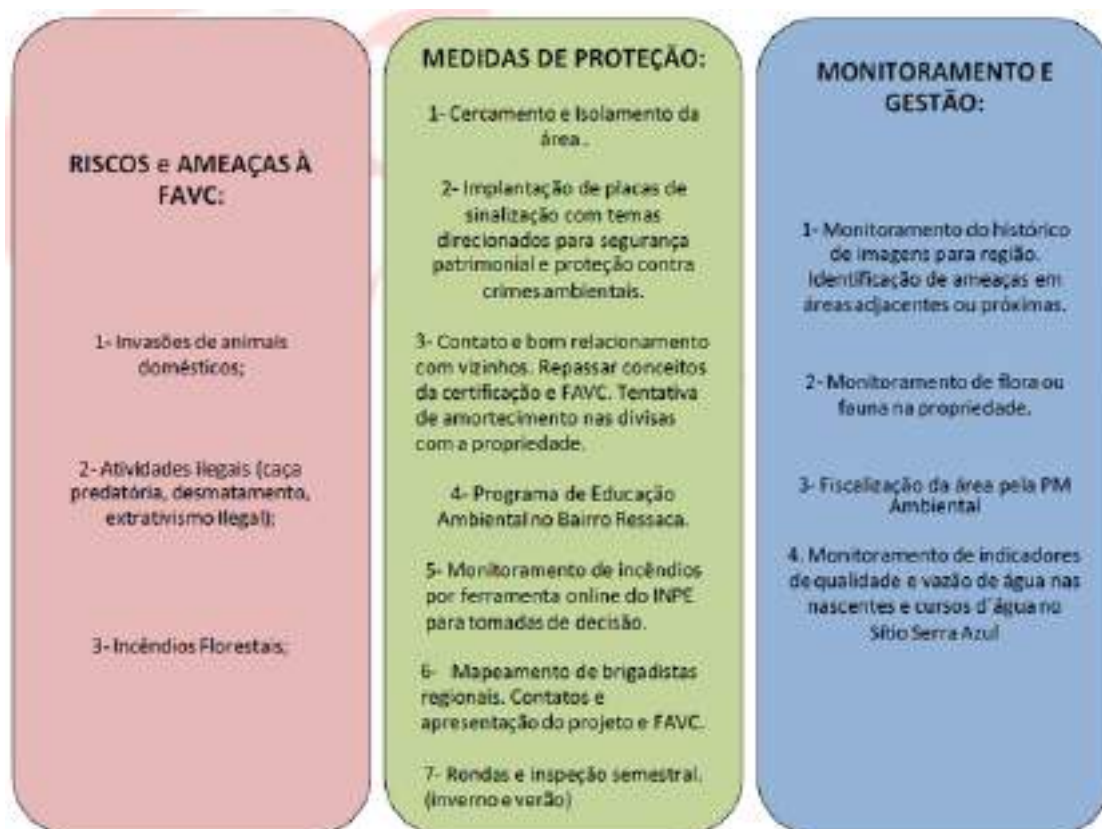 RISCOS e AMEAÇAS À
FAVC:
1- Invasões de animais
domésticos;
2- Atividades ilegais (caça
predatória, desmatamento,
extrativismo ilegal);
3- Incêndios Florestais;
MEDIDAS DE PROTEÇÃO:
1- Cercamento e Isolamento da
área .
2- Implantação de placas de
sinalização com temas
direcionados para segurança
patrimonial e proteção contra
crimes ambientais.
3- Contato e bom relacionamento
com vizinhos. Repassar conceitos
da certificação e FAVC. Tentativa
de amortecimento nas divisas
com a propriedade.
4- Programa de Educação
Ambiental no Bairro Ressaca.
5- Monitoramento de incêndios
por ferramenta online do INPE
para tomadas de decisão.
6- Mapeamento de brigadistas
regionais. Contatos e
apresentação do projeto e FAVC.
7- Rondas e inspeção semestral.
(inverno e verão)
MONITORAMENTO E
GESTÃO:
1- Monitoramento do histórico
de imagens para região.
Identificação de ameaças em
áreas adjacentes ou próximas.
2- Monitoramento de flora ou
fauna na propriedade.
3- Fiscalização da área pela PM
Ambiental
4. Monitoramento de indicadores
de qualidade e vazão de água nas
nascentes e cursos d´água no
Sítio Serra Azul